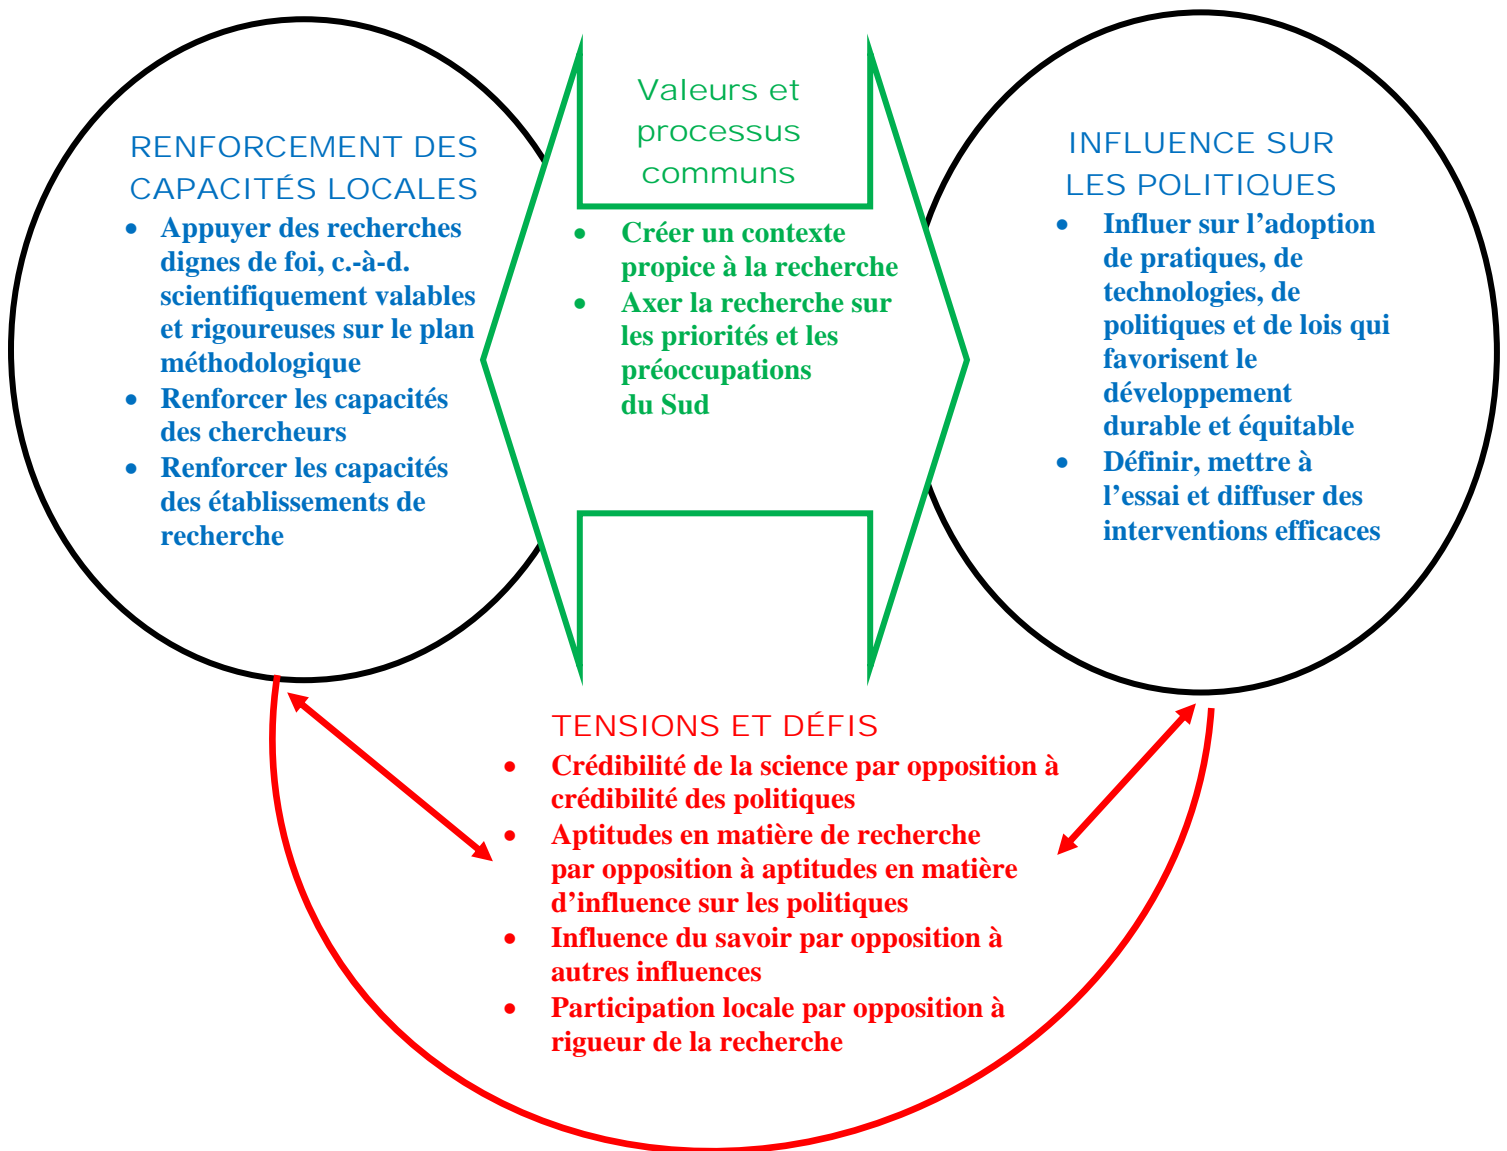 RENFORCEMENT DES
CAPACITÉS LOCALES
• Appuyer des recherches
dignes de foi, c.-à-d.
scientifiquement valables
et rigoureuses sur le plan
méthodologique
• Renforcer les capacités
des chercheurs
• Renforcer les capacités
des établissements de
recherche
Valeurs et
processus
communs
• Créer un contexte
propice à la recherche
• Axer la recherche sur
les priorités et les
préoccupations
du Sud
INFLUENCE SUR
LES POLITIQUES
• Influer sur l’adoption
de pratiques, de
technologies, de
politiques et de lois qui
favorisent le
développement
durable et équitable
• Définir, mettre à
l’essai et diffuser des
interventions efficaces
TENSIONS ET DÉFIS
• Crédibilité de la science par opposition à
crédibilité des politiques
• Aptitudes en matière de recherche
par opposition à aptitudes en matière
d’influence sur les politiques
• Influence du savoir par opposition à
autres influences
• Participation locale par opposition à
rigueur de la recherche